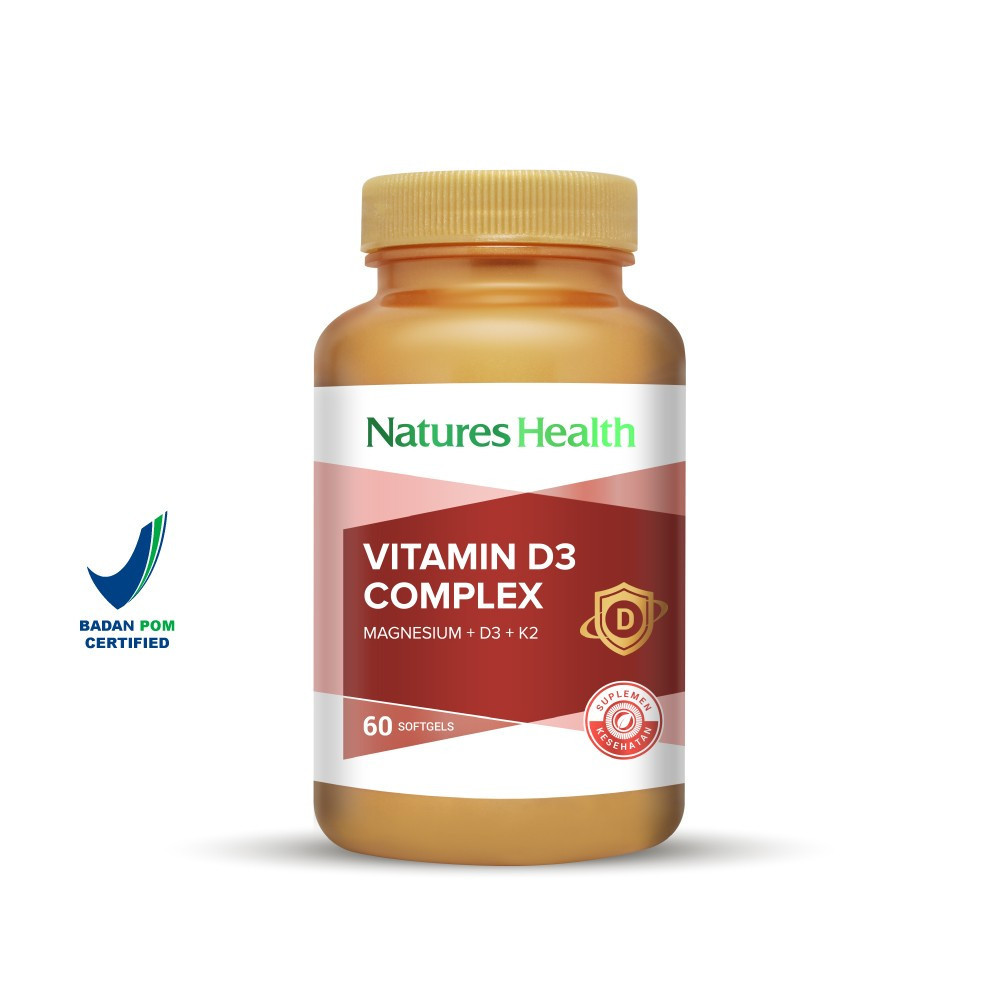 Natures Health
VITAMIN D3
COMPLEX
MAGNESIUM + D3 + K2
D
60 SOFTGELS
SUPLEMEN
KESEHATAN
BADAN POM
CERTIFIED